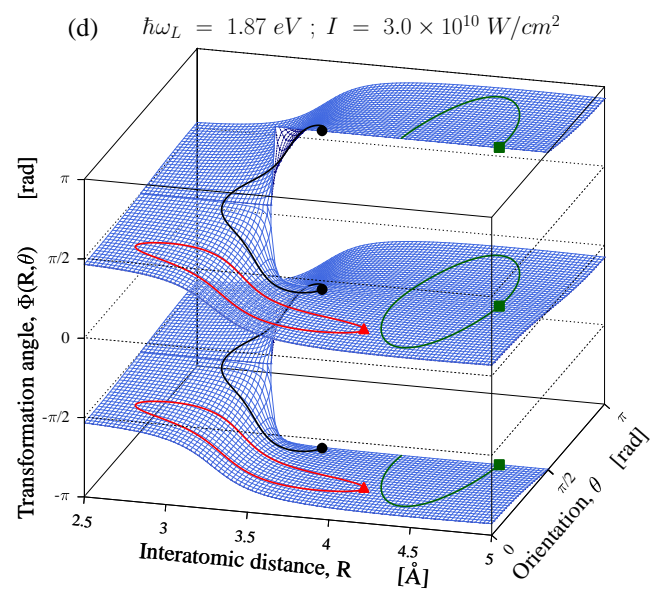 (d) ħω_L = 1.87 eV ; I = 3.0 × 10^10 W/cm^2
Transformation angle, Φ(R,θ) [rad]
π
π/2
0
-π/2
-π
2.5
3
3.5
4
4.5
5
Interatomic distance, R [Å]
0
π/2
π
Orientation, θ [rad]